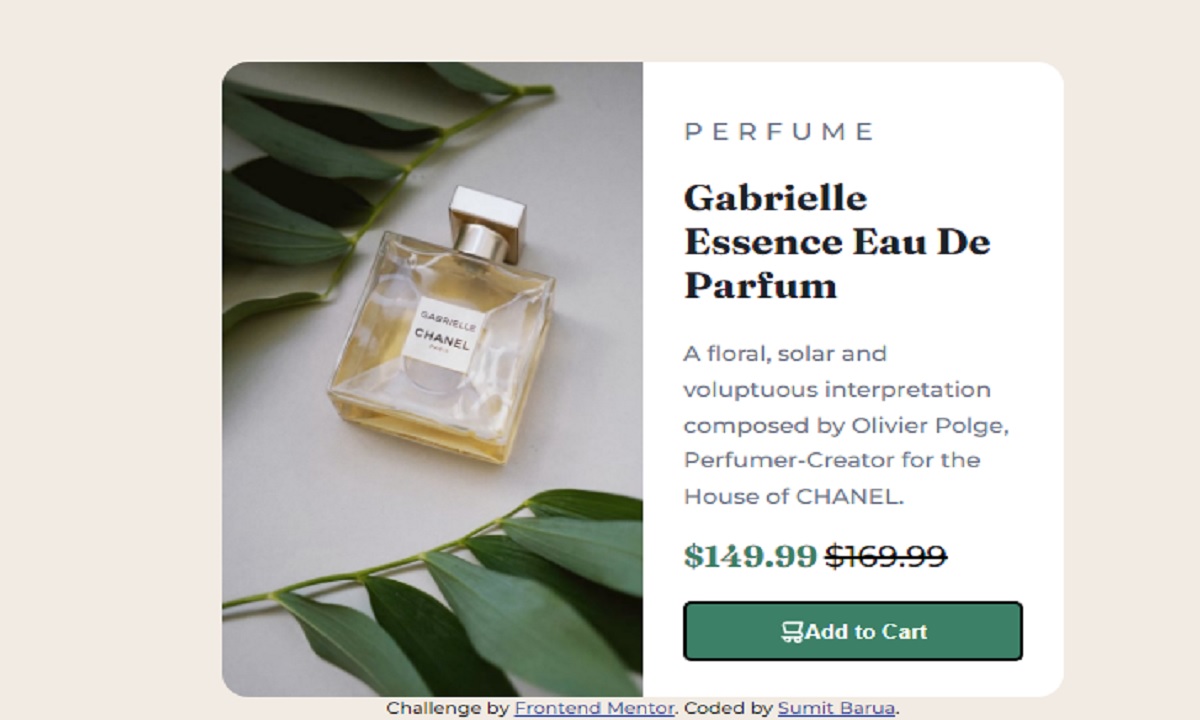 PERFUME
Gabrielle
Essence Eau De
Parfum
A floral, solar and
voluptuous interpretation
composed by Olivier Polge,
Perfumer-Creator for the
House of CHANEL.
$149.99 $169.99
Add to Cart
GABRIELLE
CHANEL
PARIS
Challenge by Frontend Mentor. Coded by Sumit Barua.